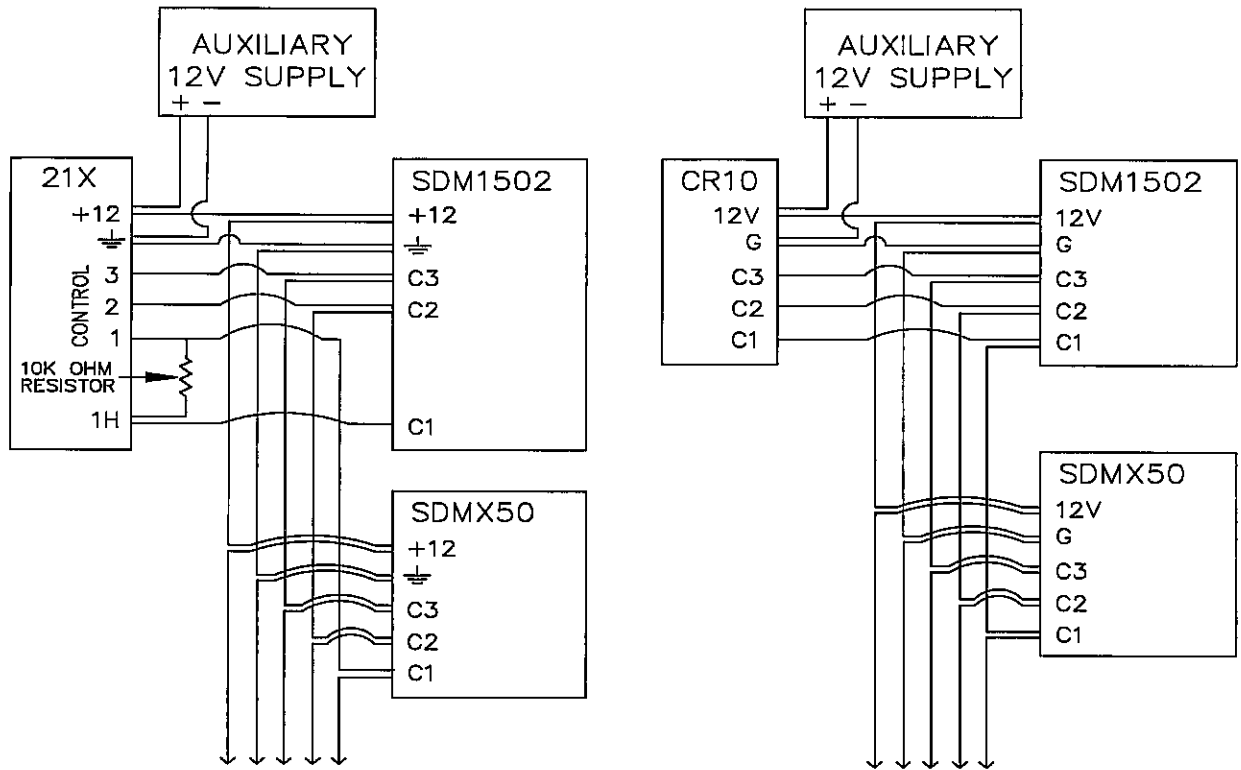 AUXILIARY
12V SUPPLY
+ −
21X
+12
3
2
1
CONTROL
10K OHM
RESISTOR
1H
SDM1502
+12
C3
C2
C1
SDMX50
+12
C3
C2
C1
AUXILIARY
12V SUPPLY
+ −
CR10
12V
G
C3
C2
C1
SDM1502
12V
G
C3
C2
C1
SDMX50
12V
G
C3
C2
C1